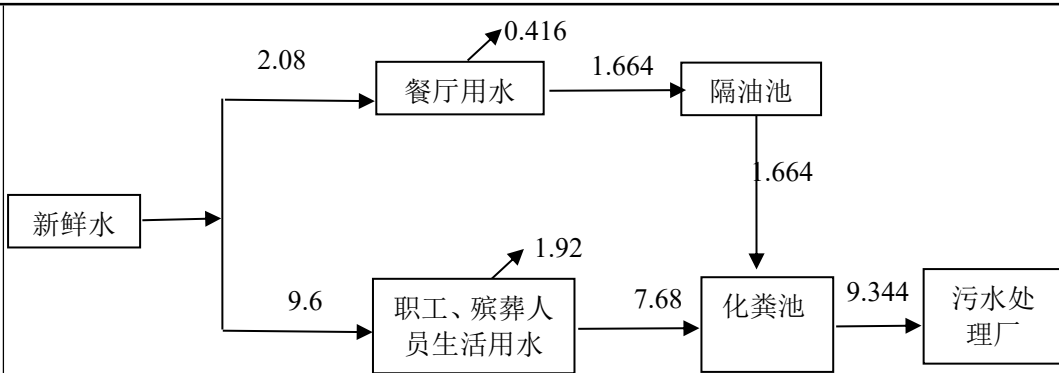 0.416
2.08
餐厅用水
1.664
隔油池
1.664
新鲜水
1.92
9.6
职工、殡葬人
员生活用水
7.68
化粪池
9.344
污水处
理厂